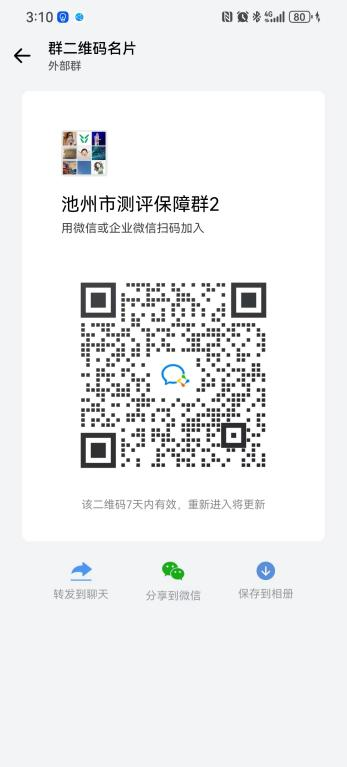 3:10
4G
80
群二维码名片
外部群
池州市测评保障群2
用微信或企业微信扫码加入
该二维码7天内有效，重新进入将更新
转发到聊天
分享到微信
保存到相册